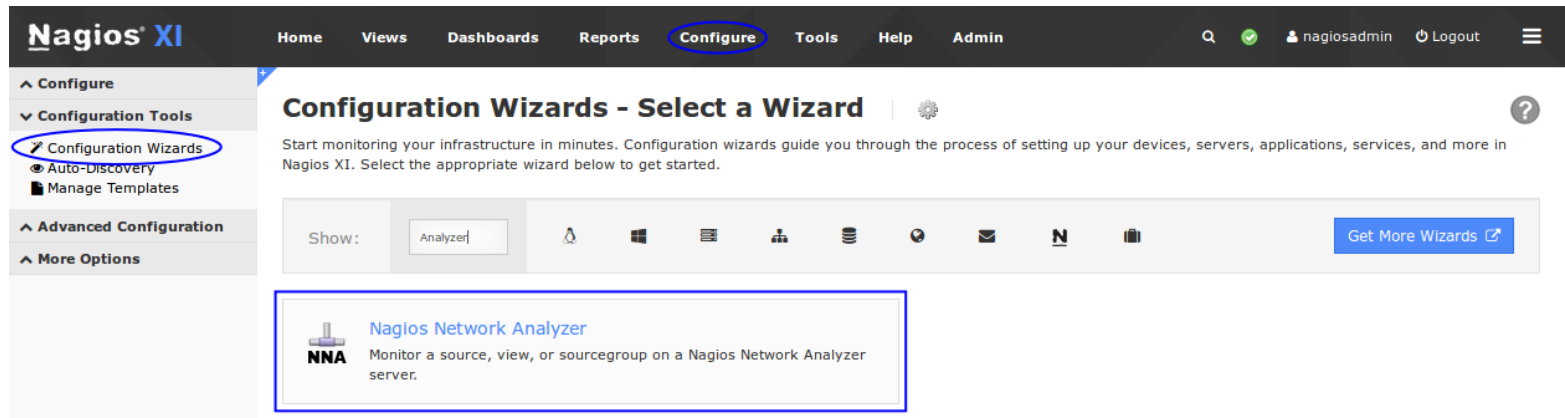 Nagios® XI
Home Views Dashboards Reports Configure Tools Help Admin nagiosadmin Logout
Configure
Configuration Tools
Configuration Wizards
Auto-Discovery
Manage Templates
Advanced Configuration
More Options
Configuration Wizards - Select a Wizard
Start monitoring your infrastructure in minutes. Configuration wizards guide you through the process of setting up your devices, servers, applications, services, and more in
Nagios XI. Select the appropriate wizard below to get started.
Show: Analyzer N Get More Wizards
Nagios Network Analyzer
NNA Monitor a source, view, or sourcegroup on a Nagios Network Analyzer
server.